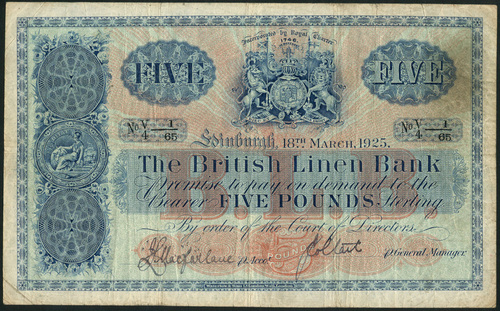 Incorporated by Royal Charter
1746.
FIVE
FIVE
No V/4 1/65
No V/4 1/65
Edinburgh, 18TH MARCH, 1925.
The British Linen Bank
Promise to pay on demand to the
Bearer FIVE POUNDS Sterling
By order of the Court of Directors.
J Macfarlane p. Acct.
p. General Manager